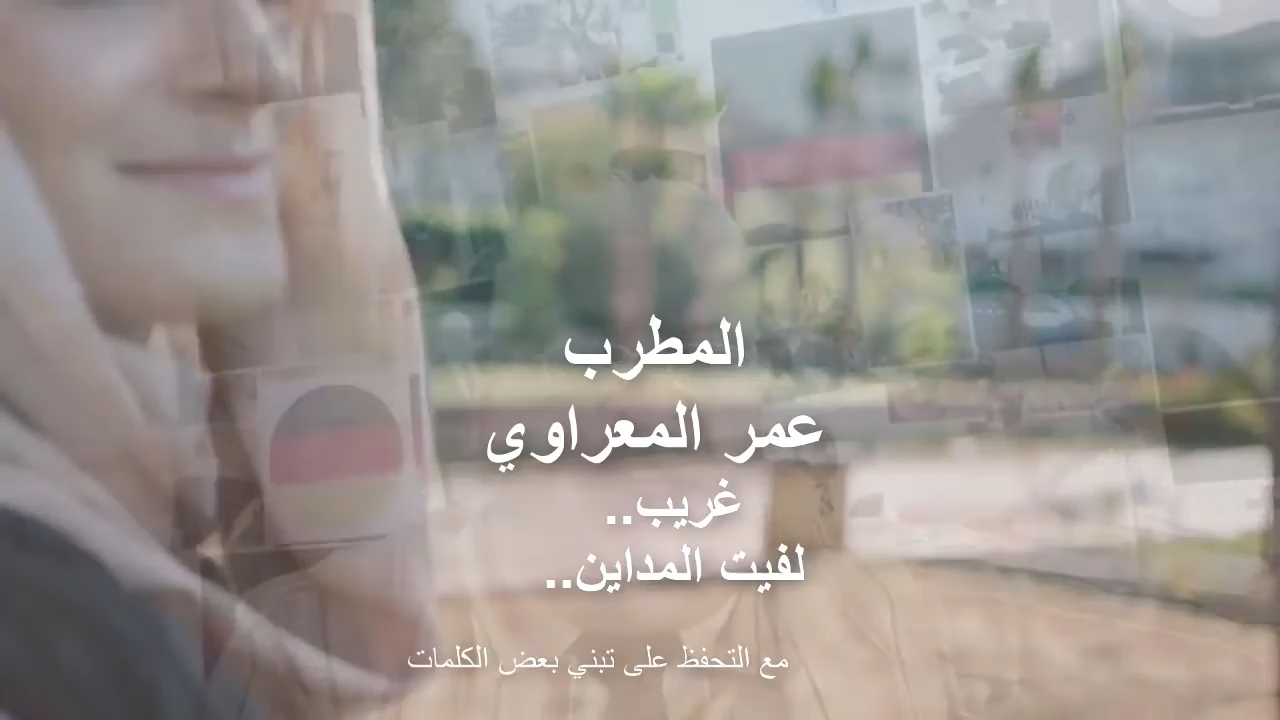 المطرب
عمر المعراوي
غريب..
لفيت المداين..
مع التحفظ على تبني بعض الكلمات